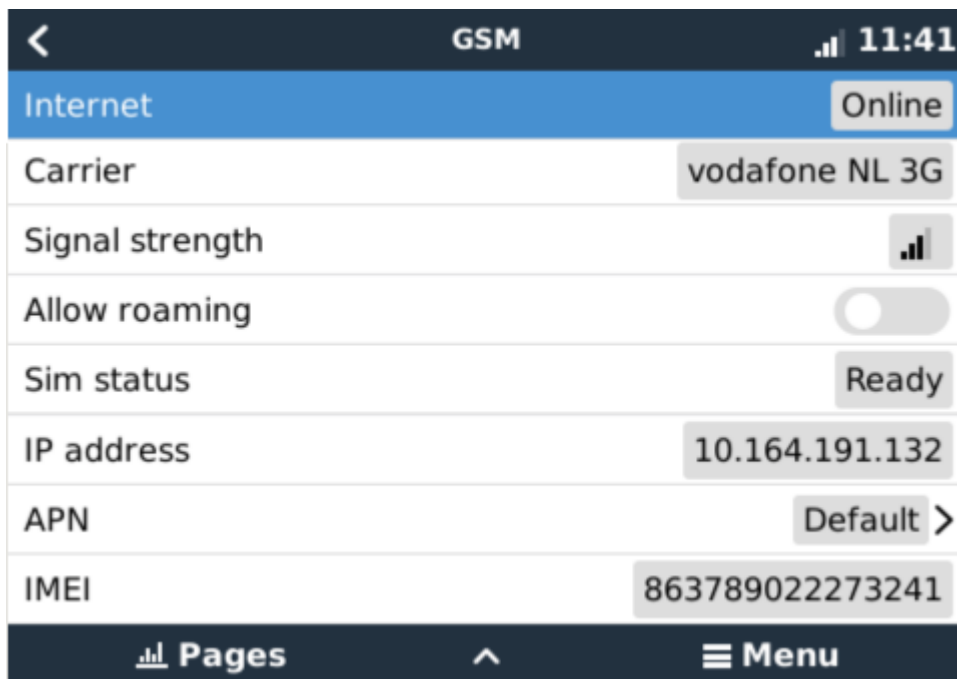 GSM 11:41
Internet Online
Carrier vodafone NL 3G
Signal strength
Allow roaming
Sim status Ready
IP address 10.164.191.132
APN Default
IMEI 863789022273241
Pages Menu